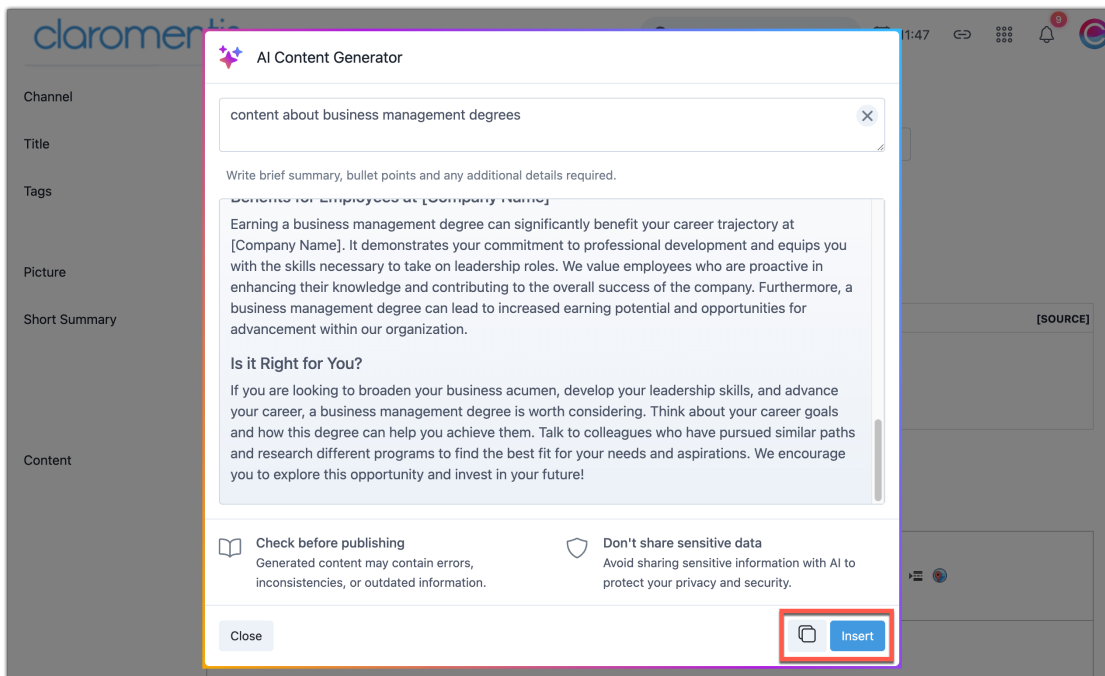 11:47
9
AI Content Generator
Channel
content about business management degrees
Title
Write brief summary, bullet points and any additional details required.
Tags
Benefits for Employees at [Company Name]
Earning a business management degree can significantly benefit your career trajectory at
[Company Name]. It demonstrates your commitment to professional development and equips you
with the skills necessary to take on leadership roles. We value employees who are proactive in
enhancing their knowledge and contributing to the overall success of the company. Furthermore, a
business management degree can lead to increased earning potential and opportunities for
advancement within our organization.
Picture
Short Summary
[SOURCE]
Is it Right for You?
If you are looking to broaden your business acumen, develop your leadership skills, and advance
your career, a business management degree is worth considering. Think about your career goals
and how this degree can help you achieve them. Talk to colleagues who have pursued similar paths
and research different programs to find the best fit for your needs and aspirations. We encourage
you to explore this opportunity and invest in your future!
Content
Check before publishing
Generated content may contain errors,
inconsistencies, or outdated information.
Don't share sensitive data
Avoid sharing sensitive information with AI to
protect your privacy and security.
Close
Insert